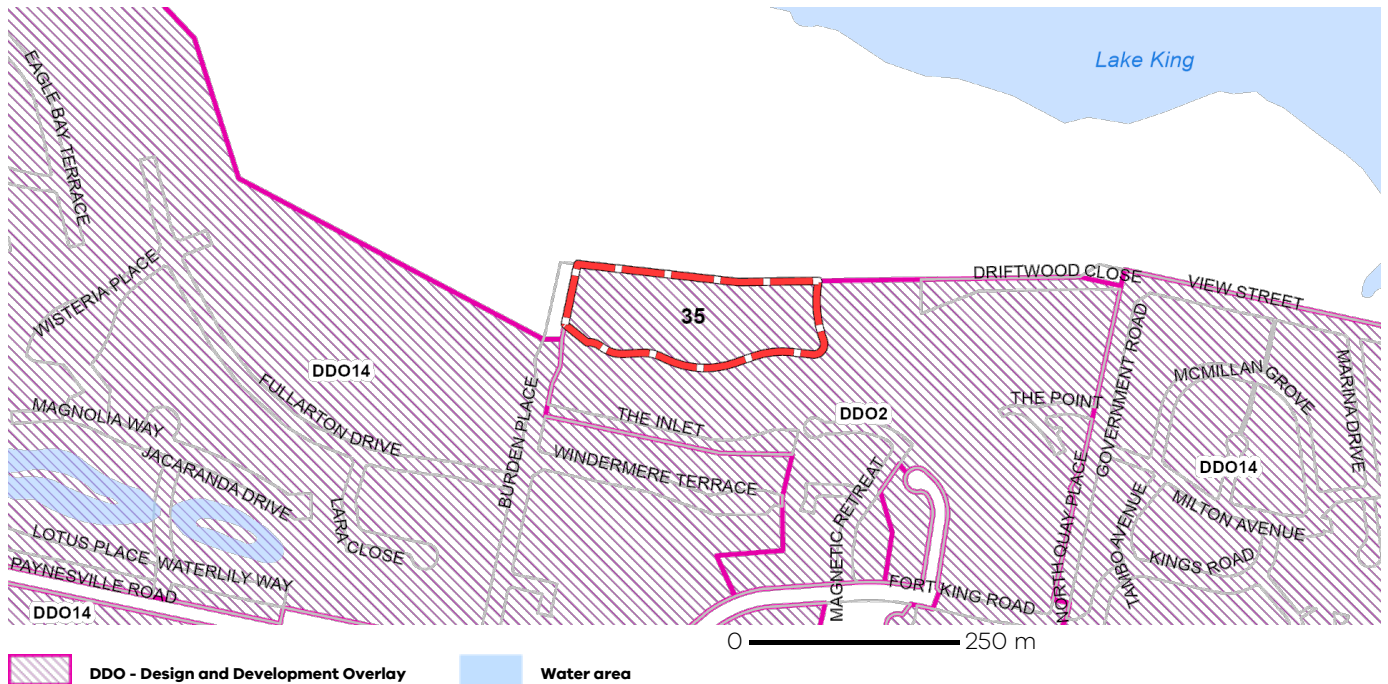 Lake King
EAGLE BAY TERRACE
WISTERIA PLACE
DRIFTWOOD CLOSE
VIEW STREET
35
GOVERNMENT ROAD
MCMILLAN GROVE
MARINA DRIVE
DDO14
FULLARTON DRIVE
BURDEN PLACE
THE INLET
DDO2
THE POINT
MAGNOLIA WAY
JACARANDA DRIVE
WINDERMERE TERRACE
MAGNETIC RETREAT
NORTH QUAY PLACE
DDO14
MILTON AVENUE
TAMBO AVENUE
KINGS ROAD
LARA CLOSE
LOTUS PLACE
WATERLILY WAY
PAYNESVILLE ROAD
FORT KING ROAD
DDO14
0 250 m
DDO - Design and Development Overlay
Water area